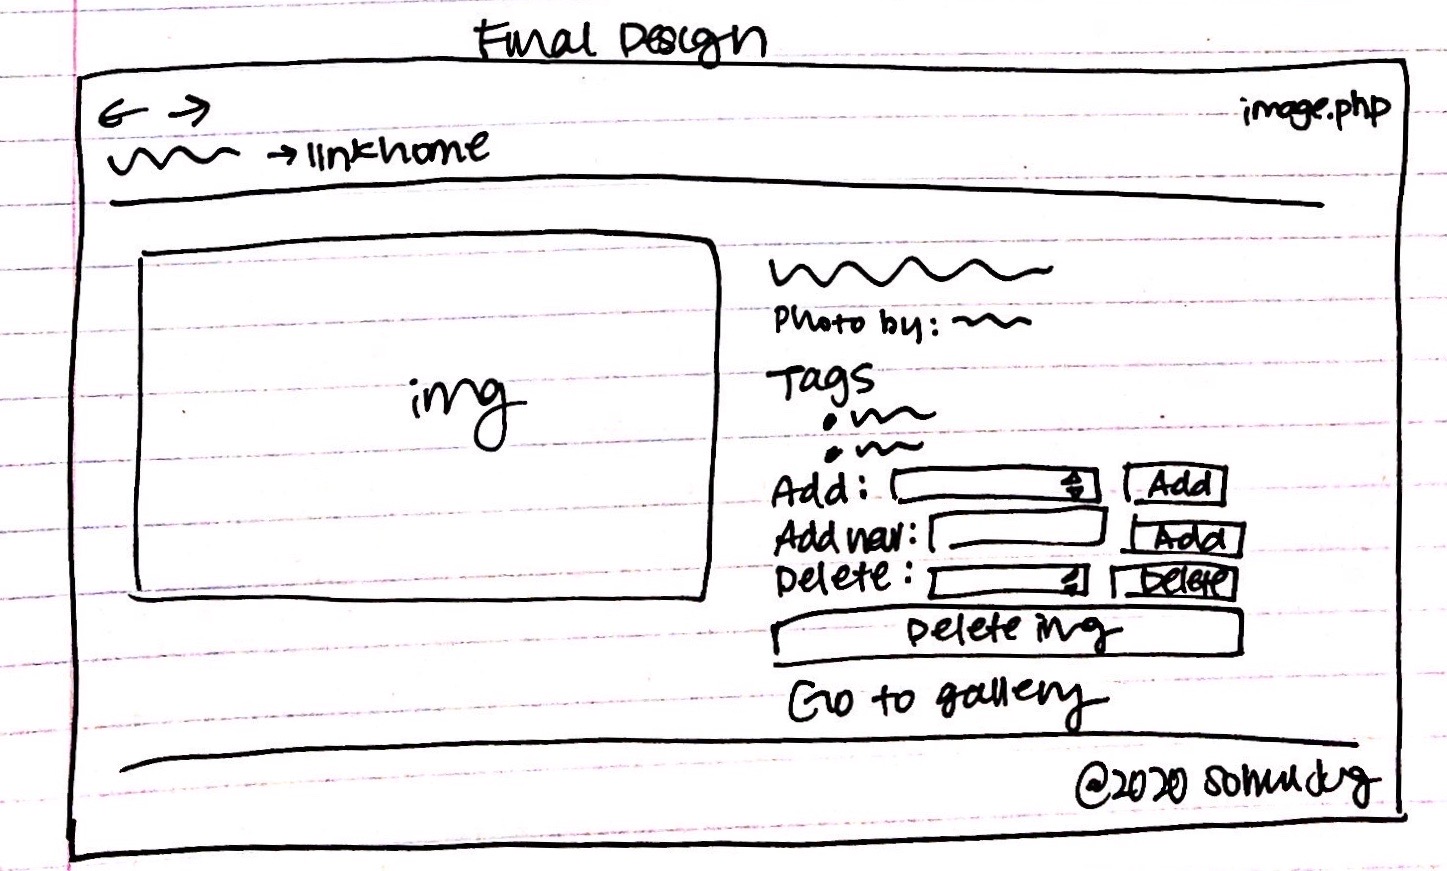 Final Design
image.php
linkhome
img
Photo by:
Tags
Add: Add
Add new: Add
Delete: Delete
Delete img
Go to gallery
@2020